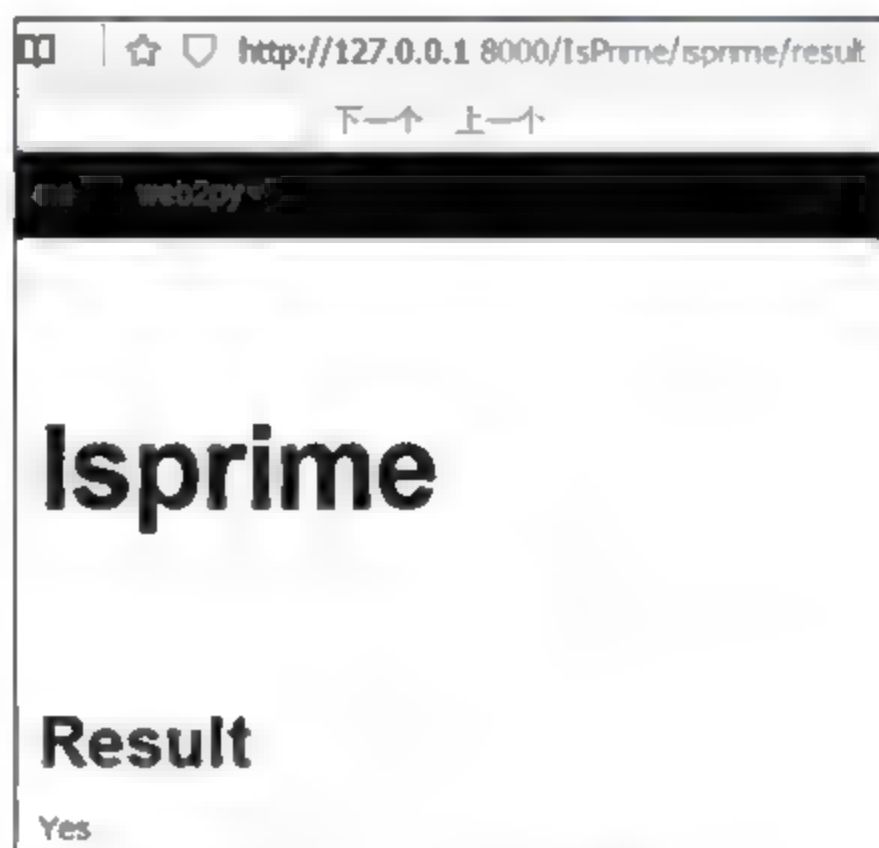 http://127.0.0.1 8000/IsPrime/isprime/result
下一个 上一个
web2py
Isprime
Result
Yes